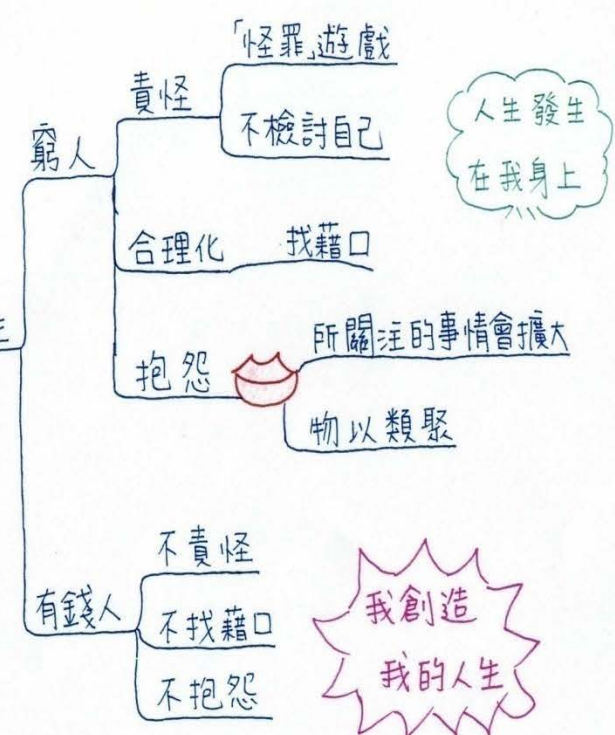 「怪罪」遊戲
責怪
不檢討自己
窮人
人生發生
在我身上
合理化
找藉口
所關注的事情會擴大
抱怨
物以類聚
不責怪
有錢人
不找藉口
不抱怨
我創造
我的人生